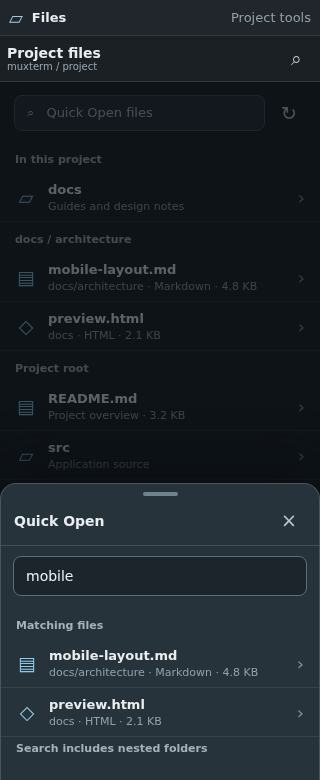 Files
Project tools
Project files
muxterm / project
Quick Open files
In this project
docs
Guides and design notes
docs / architecture
mobile-layout.md
docs/architecture · Markdown · 4.8 KB
preview.html
docs · HTML · 2.1 KB
Project root
README.md
Project overview · 3.2 KB
src
Application source
Quick Open
mobile
Matching files
mobile-layout.md
docs/architecture · Markdown · 4.8 KB
preview.html
docs · HTML · 2.1 KB
Search includes nested folders